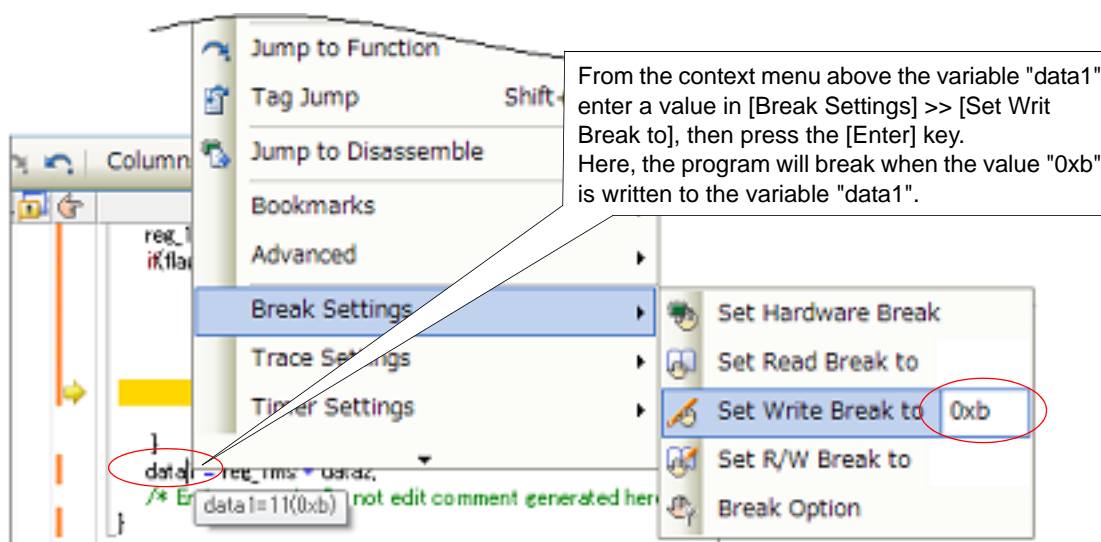 Jump to Function
Tag Jump Shift+
Jump to Disassemble
Bookmarks
Advanced
Break Settings
Trace Settings
Timer Settings
From the context menu above the variable "data1"
enter a value in [Break Settings] >> [Set Writ
Break to], then press the [Enter] key.
Here, the program will break when the value "0xb"
is written to the variable "data1".
Column
reg_1
if(flag
}
data1 = reg_1ms + data2;
/* E not edit comment generated here
data1=11(0xb)
}
Set Hardware Break
Set Read Break to
Set Write Break to 0xb
Set R/W Break to
Break Option